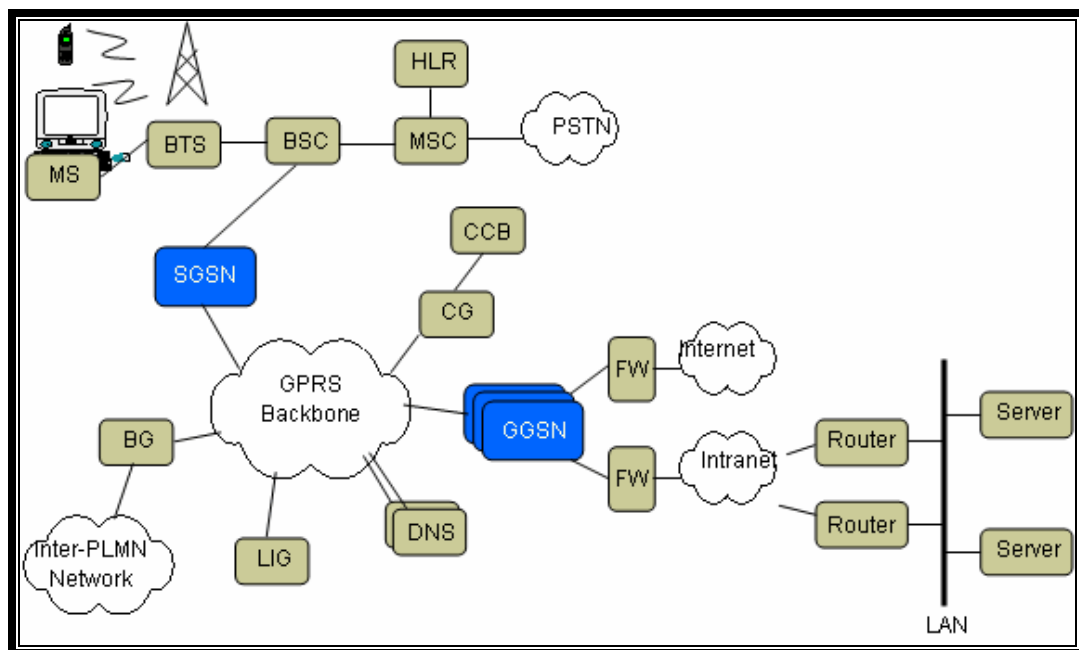 HLR
BTS
BSC
MSC
PSTN
MS
CCB
SGSN
CG
Internet
FW
GPRS
Backbone
GGSN
Server
BG
Router
FW
Intranet
DNS
Router
Inter-PLMN
Network
LIG
Server
LAN